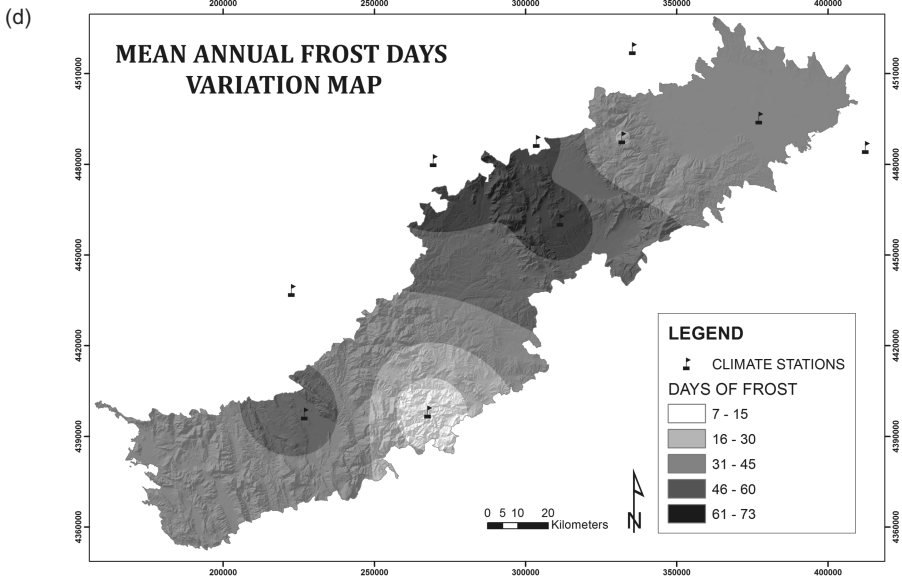 (d)
200000 250000 300000 350000 400000
MEAN ANNUAL FROST DAYS
VARIATION MAP
4510000 4510000
4480000 4480000
4450000 4450000
4420000 4420000
4390000 4390000
4360000 4360000
LEGEND
CLIMATE STATIONS
DAYS OF FROST
7 - 15
16 - 30
31 - 45
46 - 60
61 - 73
0 5 10 20
Kilometers
N
200000 250000 300000 350000 400000